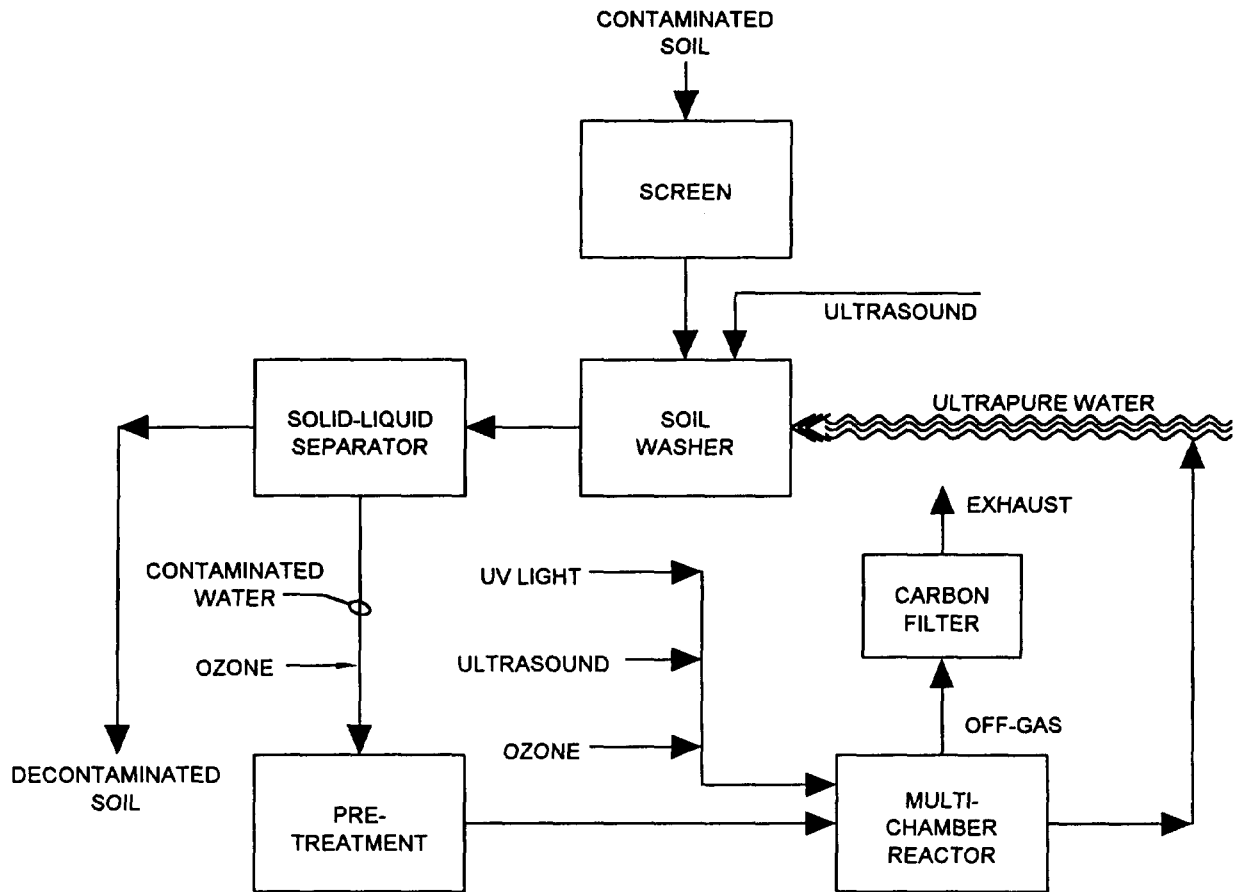 CONTAMINATED
SOIL
SCREEN
ULTRASOUND
SOLID-LIQUID
SEPARATOR
SOIL
WASHER
ULTRAPURE WATER
EXHAUST
CONTAMINATED
WATER
UV LIGHT
CARBON
FILTER
OZONE
ULTRASOUND
OFF-GAS
OZONE
DECONTAMINATED
SOIL
PRE-
TREATMENT
MULTI-
CHAMBER
REACTOR